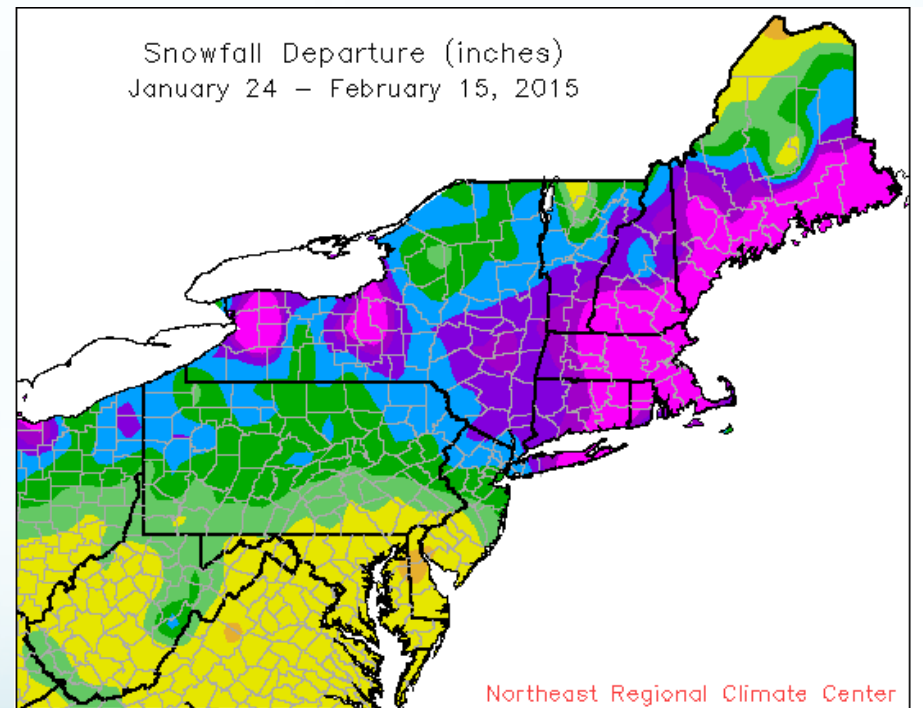 Snowfall Departure (inches)
January 24 – February 15, 2015
Northeast Regional Climate Center